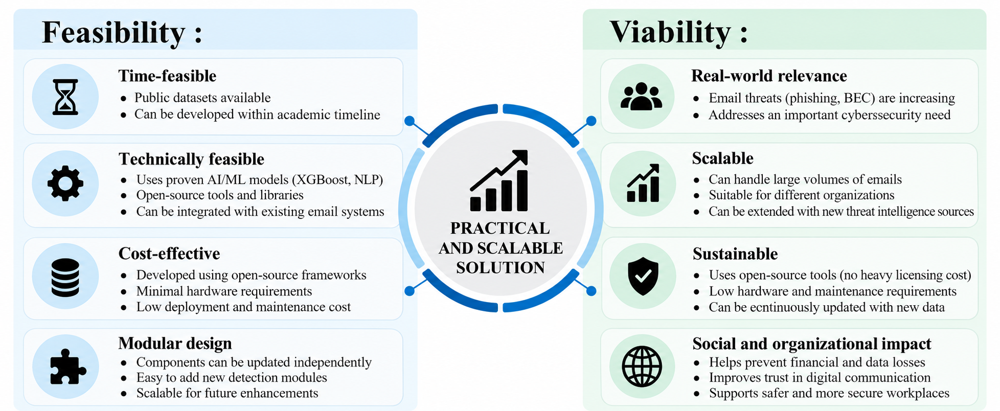 Feasibility :
Time-feasible
• Public datasets available
• Can be developed within academic timeline
Technically feasible
• Uses proven AI/ML models (XGBoost, NLP)
• Open-source tools and libraries
• Can be integrated with existing email systems
Cost-effective
• Developed using open-source frameworks
• Minimal hardware requirements
• Low deployment and maintenance cost
Modular design
• Components can be updated independently
• Easy to add new detection modules
• Scalable for future enhancements
PRACTICAL
AND SCALABLE
SOLUTION
Viability :
Real-world relevance
• Email threats (phishing, BEC) are increasing
• Addresses an important cyberssecurity need
Scalable
• Can handle large volumes of emails
• Suitable for different organizations
• Can be extended with new threat intelligence sources
Sustainable
• Uses open-source tools (no heavy licensing cost)
• Low hardware and maintenance requirements
• Can be ecntinuously updated with new data
Social and organizational impact
• Helps prevent financial and data losses
• Improves trust in digital communication
• Supports safer and more secure workplaces